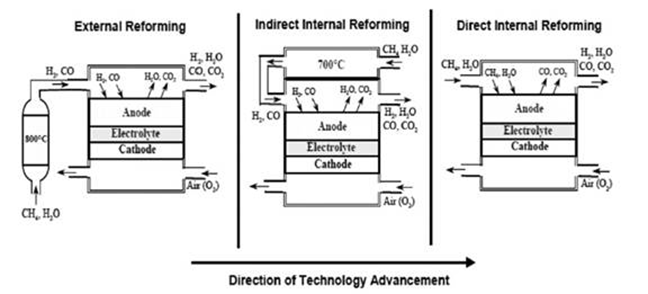 External Reforming
H₂, CO
H₂, CO
H₂O, CO₂
H₂, H₂O
CO, CO₂
Anode
Electrolyte
Cathode
800°C
Air (O₂)
CH₄, H₂O
Indirect Internal Reforming
CH₄ H₂O
700°C
H₂, CO
H₂O, CO₂
H₂, CO
H₂, H₂O
CO, CO₂
Anode
Electrolyte
Cathode
Air (O₂)
Direct Internal Reforming
CH₄, H₂O
CH₄, H₂O
CO, CO₂
H₂, H₂O
CO, CO₂
Anode
Electrolyte
Cathode
Air (O₂)
Direction of Technology Advancement